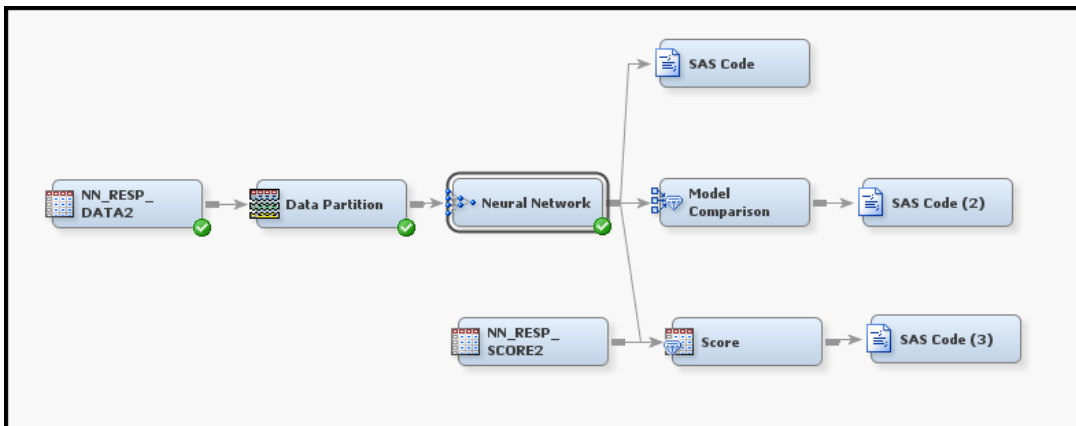 SAS Code
NN_RESP_
DATA2
Data Partition
Neural Network
Model
Comparison
SAS Code (2)
NN_RESP_
SCORE2
Score
SAS Code (3)